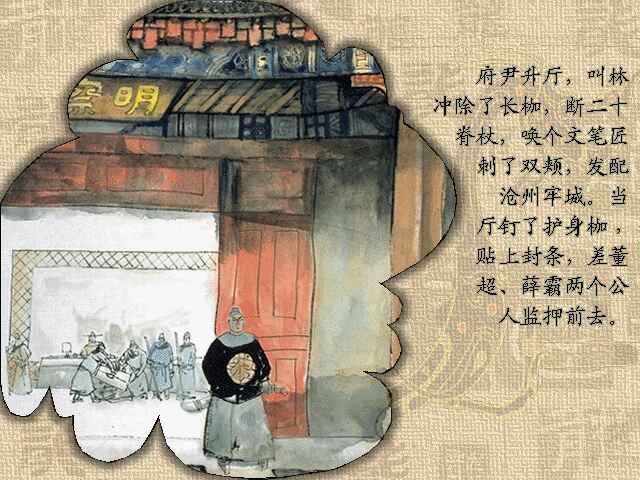 明
府尹升厅，叫林
冲除了长枷，断二十
脊杖，唤个文笔匠
刺了双颊，发配
沧州牢城。当
厅钉了护身枷，
贴上封条，差董
超、薛霸两个公
人监押前去。